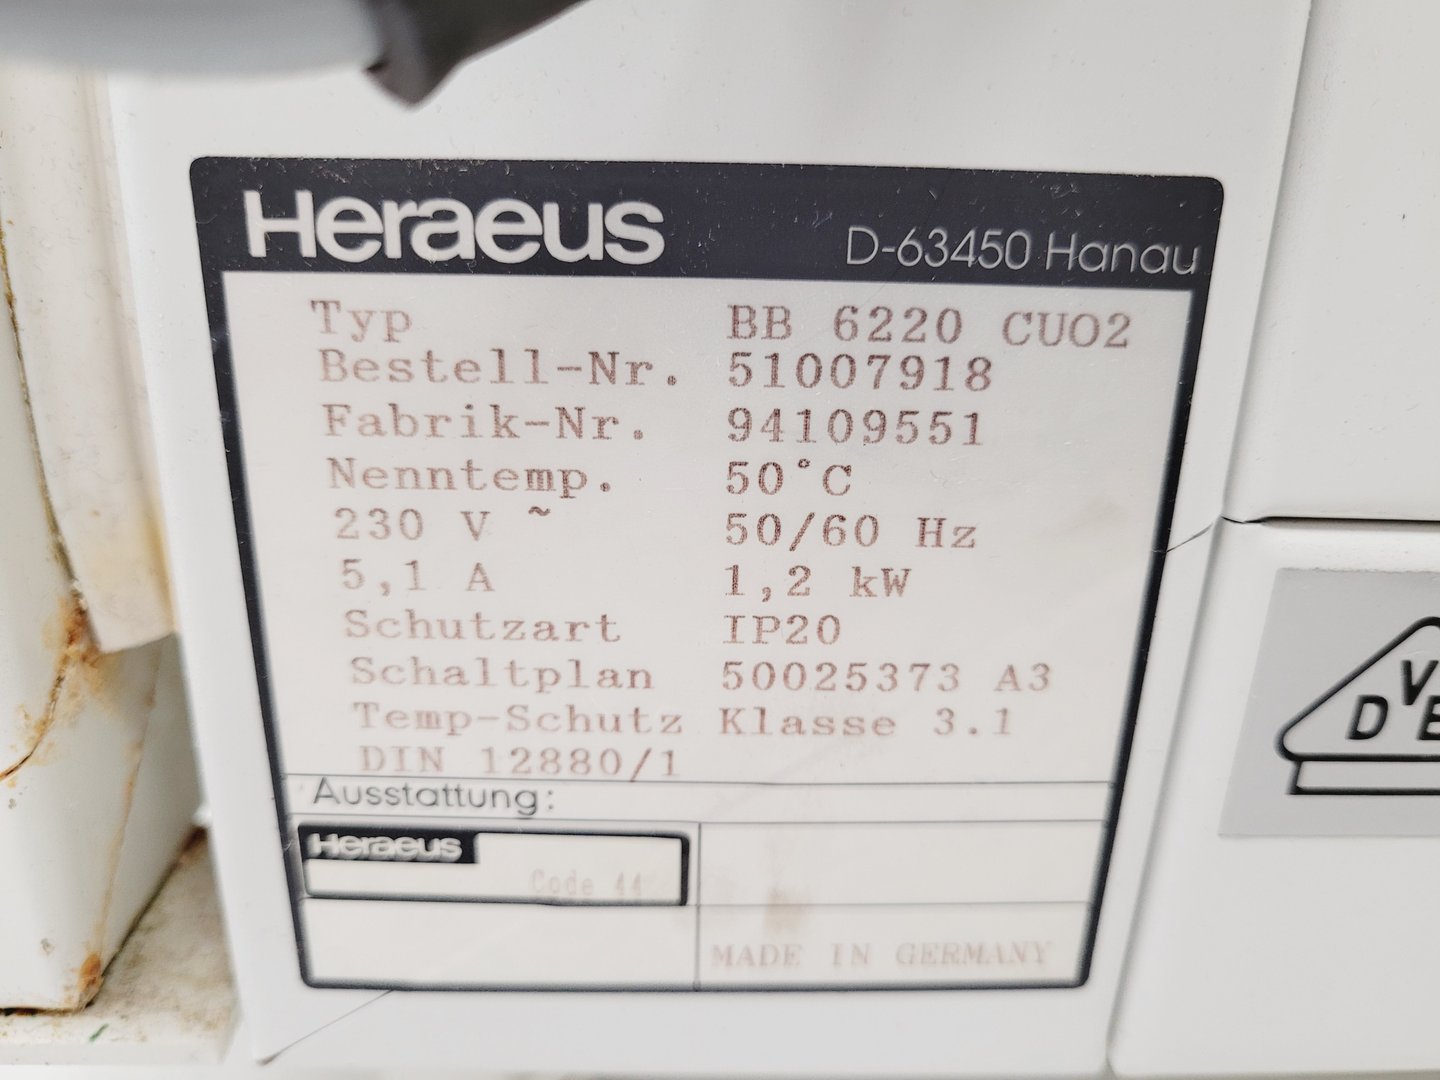 Heraeus D-63450 Hanau
Typ BB 6220 CUO2
Bestell-Nr. 51007918
Fabrik-Nr. 94109551
Nenntemp. 50°C
230 V ~ 50/60 Hz
5,1 A 1,2 kW
Schutzart IP20
Schaltplan 50025373 A3
Temp-Schutz Klasse 3.1
DIN 12880/1
Ausstattung:
Heraeus
Code 44
MADE IN GERMANY
D V E